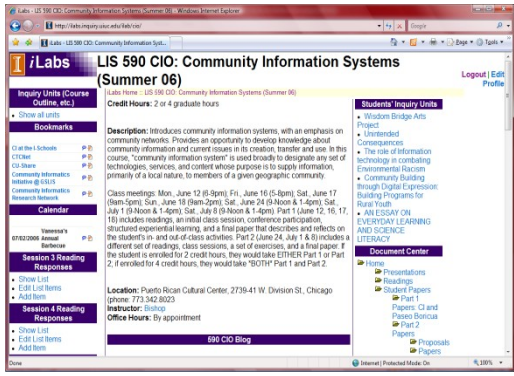 iLabs - LIS 590 CIO: Community Information Systems (Summer 06) - Windows Internet Explorer
http://ilabs.inquiry.uiuc.edu/ilab/cio/
Google
iLabs - LIS 590 CIO: Community Information Syst...
Page
Tools
I iLabs
LIS 590 CIO: Community Information Systems
(Summer 06)
Logout | Edit
Profile
iLabs Home :: LIS 590 CIO: Community Information Systems (Summer 06)
Inquiry Units (Course
Outline, etc.)
Show all units
Bookmarks
CI at the I-Schools
CTCNet
CU-Share
Community Informatics
Initiative @ GSLIS
Community Informatics
Research Network
Calendar
Vanessa's
07/02/2006 Annual
Barbecue
Session 3 Reading
Responses
Show List
Edit List Items
Add Item
Session 4 Reading
Responses
Show List
Edit List Items
Add Item
Credit Hours: 2 or 4 graduate hours
Description: Introduces community information systems, with an emphasis on
community networks. Provides an opportunity to develop knowledge about
community information and current issues in its creation, transfer and use. In this
course, "community information system" is used broadly to designate any set of
technologies, services, and content whose purpose is to supply information,
primarily of a local nature, to members of a given geographic community.
Class meetings: Mon., June 12 (6-9pm); Fri., June 16 (5-8pm); Sat., June 17
(9am-5pm); Sun., June 18 (9am-2pm); Sat., June 24 (9-Noon & 1-4pm); Sat.,
July 1 (9-Noon & 1-4pm), Sat., July 8 (9-Noon & 1-4pm). Part 1 (June 12, 16, 17,
18) includes readings, an initial class session, conference participation,
structured experiential learning, and a final paper that describes and reflects on
the student's in- and out-of-class activities. Part 2 (June 24, July 1, & 8) includes a
different set of readings, class sessions, a set of exercises, and a final paper. If
the student is enrolled for 2 credit hours, they would take EITHER Part 1 or Part
2; if enrolled for 4 credit hours, they would take "BOTH" Part 1 and Part 2.
Location: Puerto Rican Cultural Center, 2739-41 W. Division St., Chicago
(phone: 773.342.8023
Instructor: Bishop
Office Hours: By appointment
590 CIO Blog
Students' Inquiry Units
Wisdom Bridge Arts
Project
Unintended
Consequences
The role of Information
technology in combating
Environmental Racism
Community Building
through Digital Expression:
Building Programs for
Rural Youth
AN ESSAY ON
EVERYDAY LEARNING
AND SCIENCE
LITERACY
Document Center
Home
Presentations
Readings
Student Papers
Part 1
Papers: CI and
Paseo Boricua
Part 2
Papers
Proposals
Papers
Done
Internet | Protected Mode: On
100%